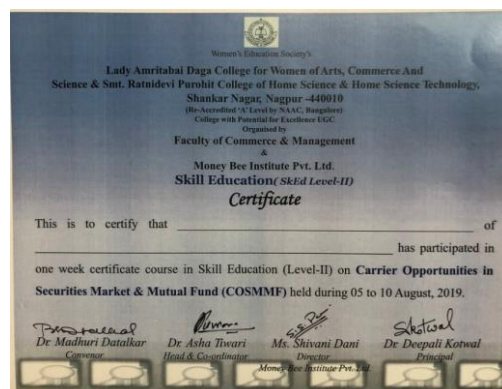 Women's Education Society's
Lady Amritabai Daga College for Women of Arts, Commerce And
Science & Smt. Ratnidevi Purohit College of Home Science & Home Science Technology,
Shankar Nagar, Nagpur -440010
(Re-Accredited 'A' Level by NAAC, Bangalore)
College with Potential for Excellence UGC
Organised by
Faculty of Commerce & Management
&
Money Bee Institute Pvt. Ltd.
Skill Education( SkEd Level-II)
Certificate
This is to certify that of
has participated in
one week certificate course in Skill Education (Level-II) on Carrier Opportunities in
Securities Market & Mutual Fund (COSMMF) held during 05 to 10 August, 2019.
Dr. Madhuri Datalkar Dr. Asha Tiwari Ms. Shivani Dani Dr. Deepali Kotwal
Convenor Head & Co-ordinator Director Principal
Money Bee Institute Pvt. Ltd.